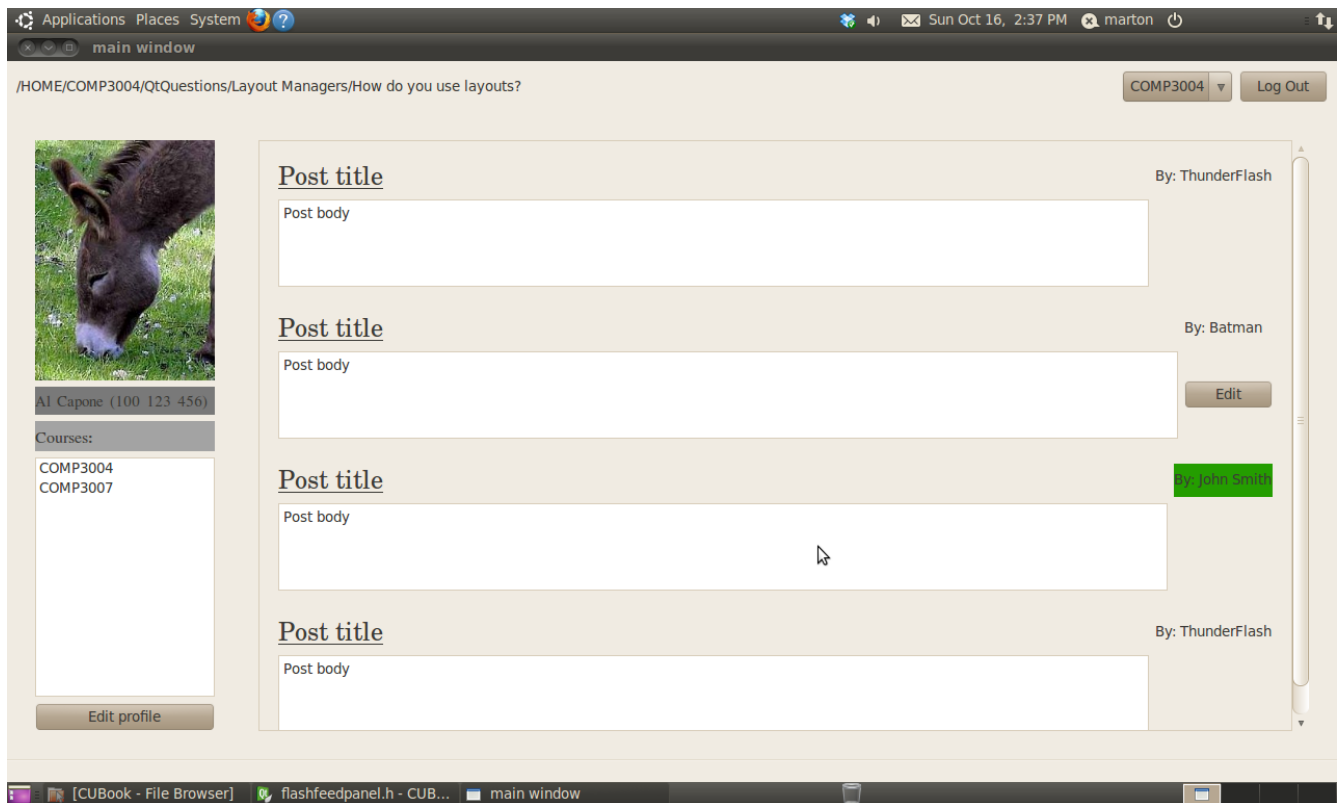 Applications Places System
Sun Oct 16, 2:37 PM marton
main window
/HOME/COMP3004/QtQuestions/Layout Managers/How do you use layouts?
COMP3004
Log Out
Post title
By: ThunderFlash
Post body
Post title
By: Batman
Post body
Edit
Al Capone (100 123 456)
Courses:
COMP3004
COMP3007
Post title
By: John Smith
Post body
Post title
By: ThunderFlash
Post body
Edit profile
[CUBook - File Browser]
flashfeedpanel.h - CUB...
main window